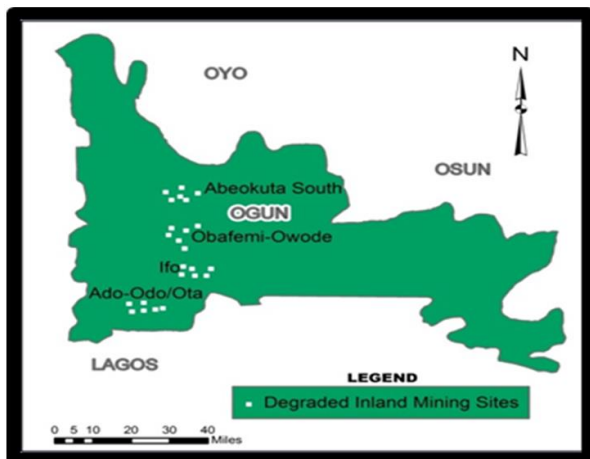 N
OYO
OSUN
Abeokuta South
OGUN
Obafemi-Owode
Ifo
Ado-Odo/Ota
LAGOS
LEGEND
Degraded Inland Mining Sites
0 5 10 20 30 40
Miles